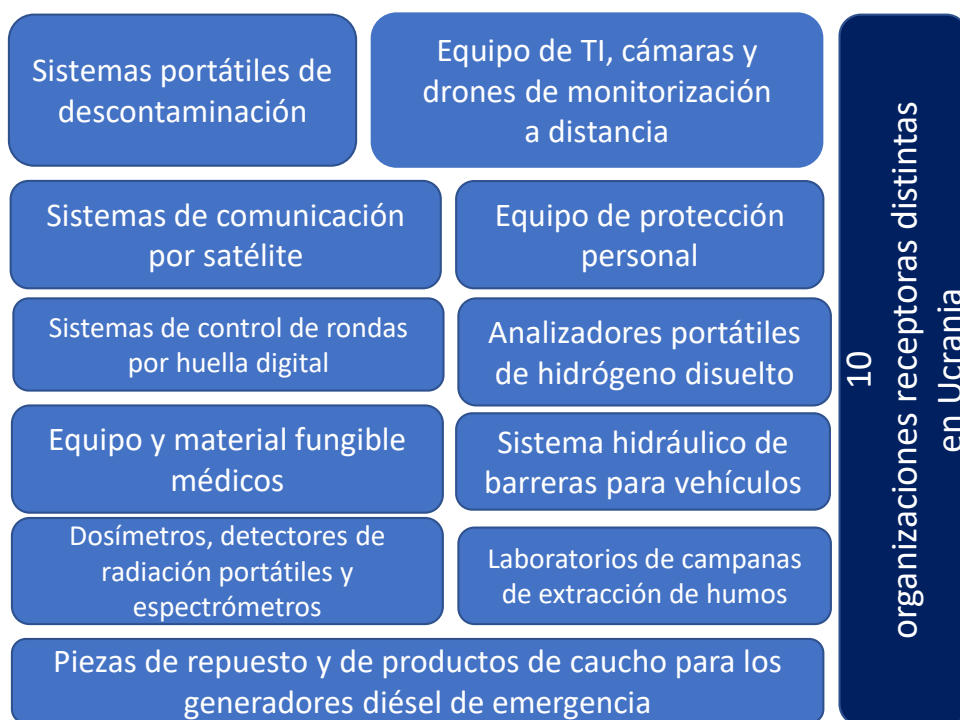 Sistemas portátiles de
descontaminación
Equipo de TI, cámaras y
drones de monitorización
a distancia
Sistemas de comunicación
por satélite
Equipo de protección
personal
Sistemas de control de rondas
por huella digital
Analizadores portátiles
de hidrógeno disuelto
Equipo y material fungible
médicos
Sistema hidráulico de
barreras para vehículos
Dosímetros, detectores de
radiación portátiles y
espectrómetros
Laboratorios de campanas
de extracción de humos
Piezas de repuesto y de productos de caucho para los
generadores diésel de emergencia
10
organizaciones receptoras distintas
en Ucrania